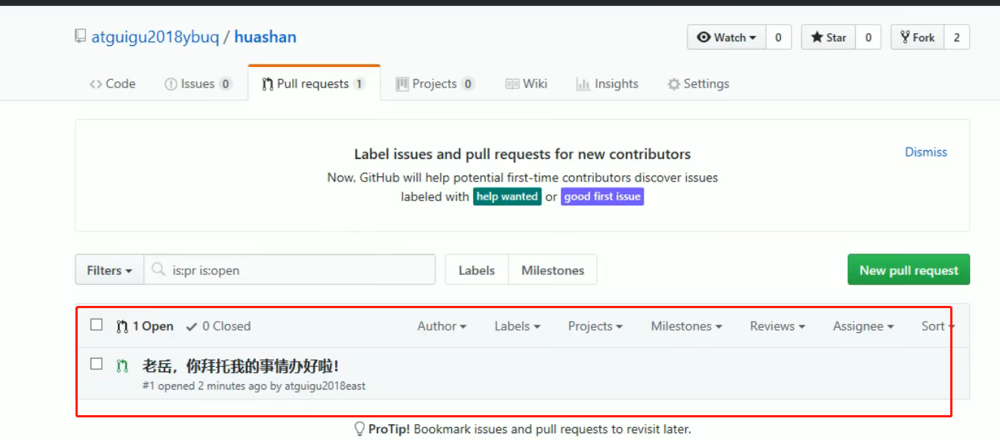 atguigu2018ybuq / huashan
Watch 0 Star 0 Fork 2
Code Issues 0 Pull requests 1 Projects 0 Wiki Insights Settings
Label issues and pull requests for new contributors
Dismiss
Now, GitHub will help potential first-time contributors discover issues
labeled with help wanted or good first issue
Filters is:pr is:open Labels Milestones New pull request
1 Open 0 Closed Author Labels Projects Milestones Reviews Assignee Sort
老岳，你拜托我的事情办好啦！
#1 opened 2 minutes ago by atguigu2018east
ProTip! Bookmark issues and pull requests to revisit later.